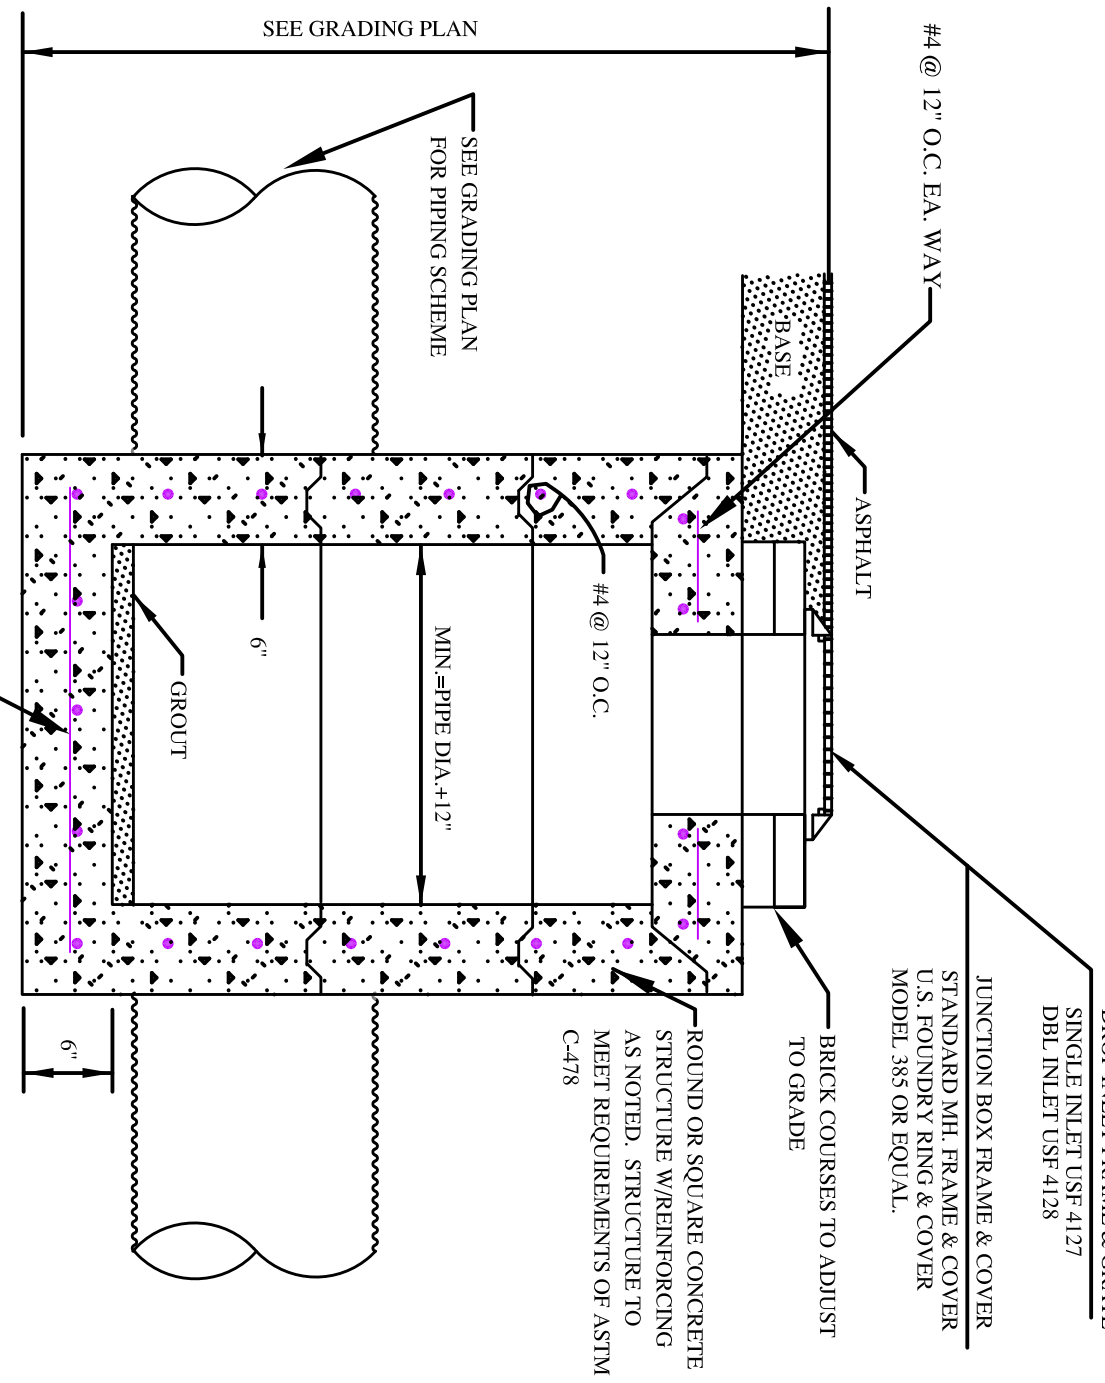 SEE GRADING PLAN
#4 @ 12" O.C. EA. WAY
SEE GRADING PLAN
FOR PIPING SCHEME
BASE
ASPHALT
SINGLE INLET USF 4127
DBL INLET USF 4128
JUNCTION BOX FRAME & COVER
STANDARD MH. FRAME & COVER
U.S. FOUNDRY RING & COVER
MODEL 385 OR EQUAL.
BRICK COURSES TO ADJUST
TO GRADE
ROUND OR SQUARE CONCRETE
STRUCTURE W/REINFORCING
AS NOTED. STRUCTURE TO
MEET REQUIREMENTS OF ASTM
C-478
#4 @ 12" O.C.
MIN.=PIPE DIA.+12"
6"
GROUT
6"